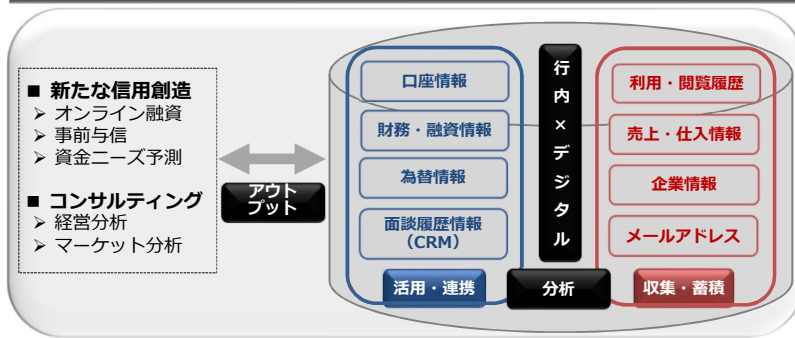 ■ 新たな信用創造
➢ オンライン融資
➢ 事前与信
➢ 資金ニーズ予測
■ コンサルティング
➢ 経営分析
➢ マーケット分析
アウト
プット
口座情報
財務・融資情報
為替情報
面談履歴情報
（CRM）
活用・連携
行内×デジタル
分析
利用・閲覧履歴
売上・仕入情報
企業情報
メールアドレス
収集・蓄積